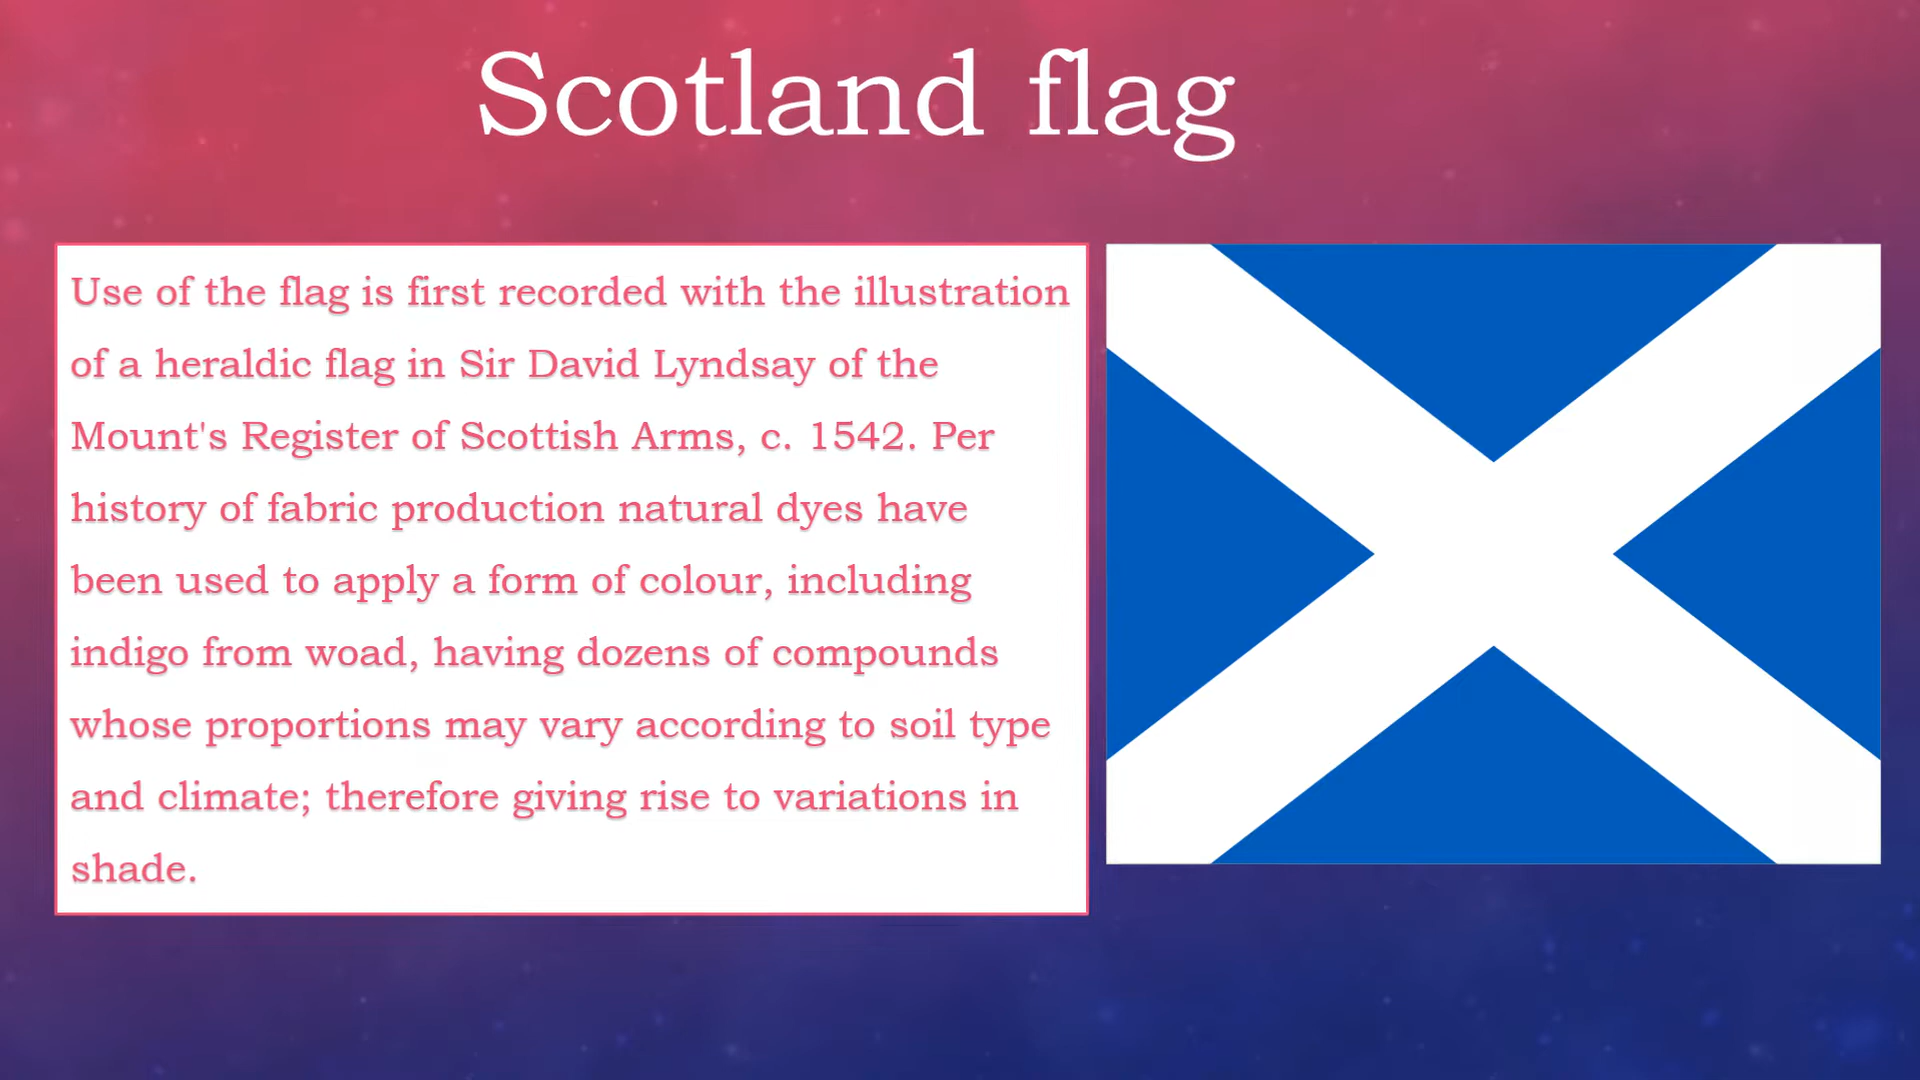 Scotland flag
Use of the flag is first recorded with the illustration
of a heraldic flag in Sir David Lyndsay of the
Mount's Register of Scottish Arms, c. 1542. Per
history of fabric production natural dyes have
been used to apply a form of colour, including
indigo from woad, having dozens of compounds
whose proportions may vary according to soil type
and climate; therefore giving rise to variations in
shade.